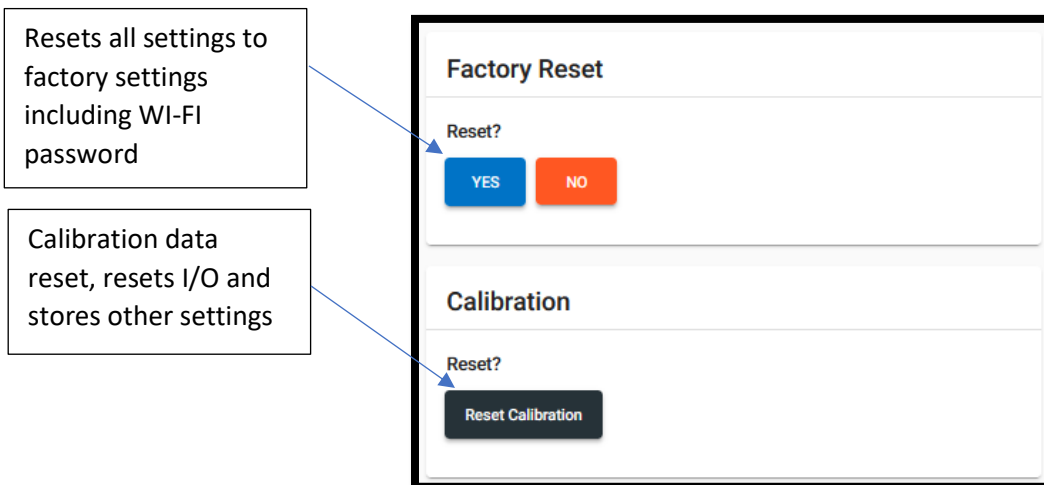 Resets all settings to
factory settings
including WI-FI
password
Factory Reset
Reset?
YES NO
Calibration data
reset, resets I/O and
stores other settings
Calibration
Reset?
Reset Calibration